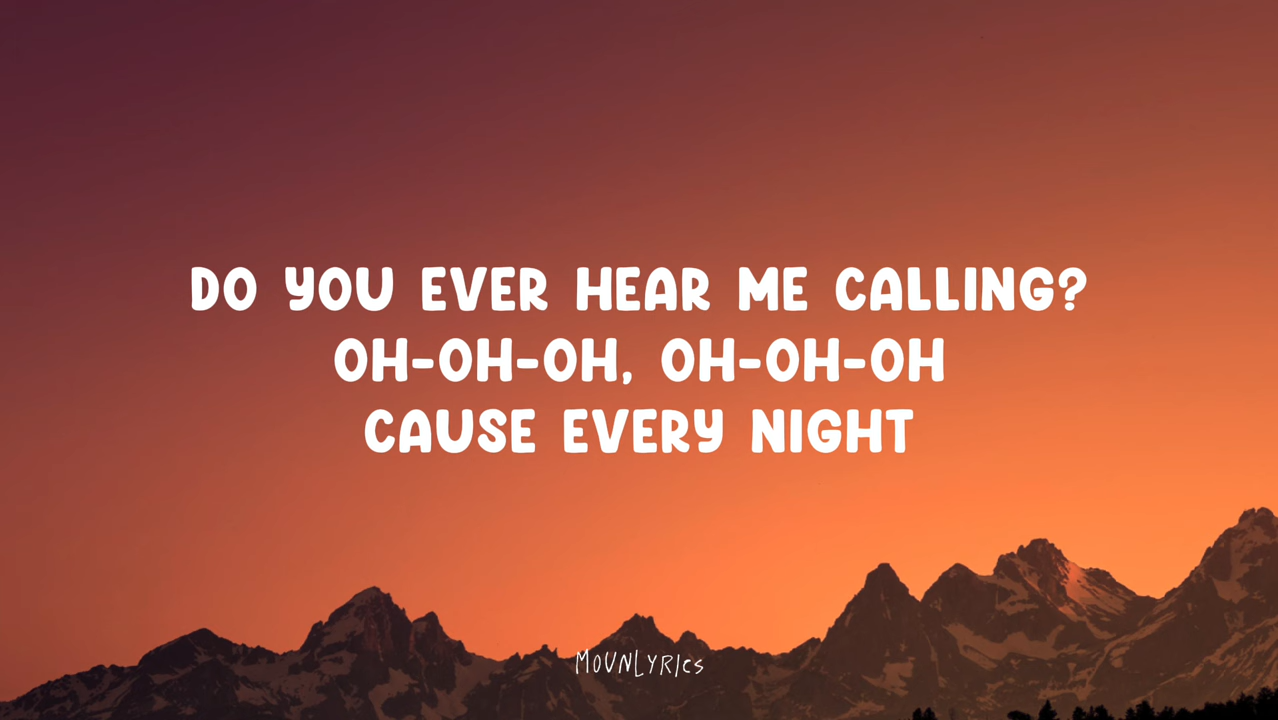 DO YOU EVER HEAR ME CALLING?
OH-OH-OH, OH-OH-OH
CAUSE EVERY NIGHT
MOUNLYRICS